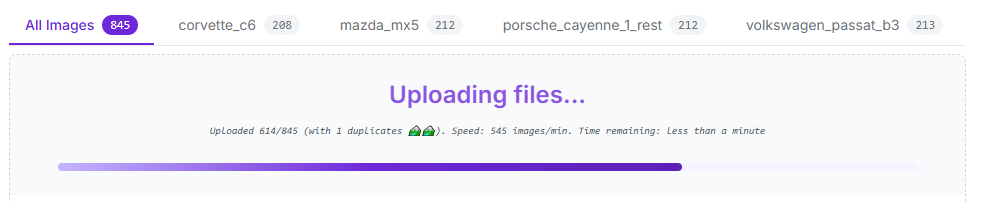 All Images 845 corvette_c6 208 mazda_mx5 212 porsche_cayenne_1_rest 212 volkswagen_passat_b3 213
Uploading files...
Uploaded 614/845 (with 1 duplicates 🏔️🏔️). Speed: 545 images/min. Time remaining: less than a minute